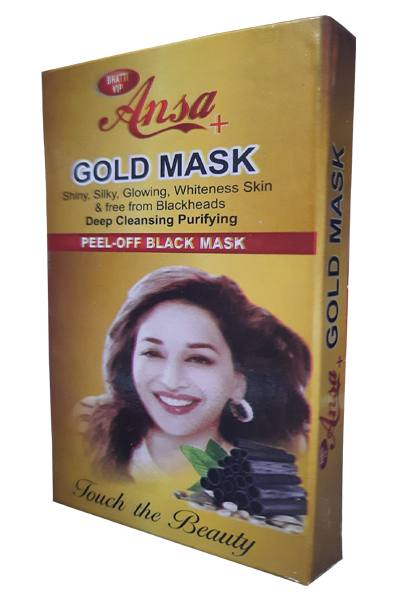 BHATTI
VIP
Ansa+
GOLD MASK
Shiny, Silky, Glowing, Whiteness Skin
& free from Blackheads
Deep Cleansing Purifying
PEEL-OFF BLACK MASK
Touch the Beauty
Ansa+ GOLD MASK